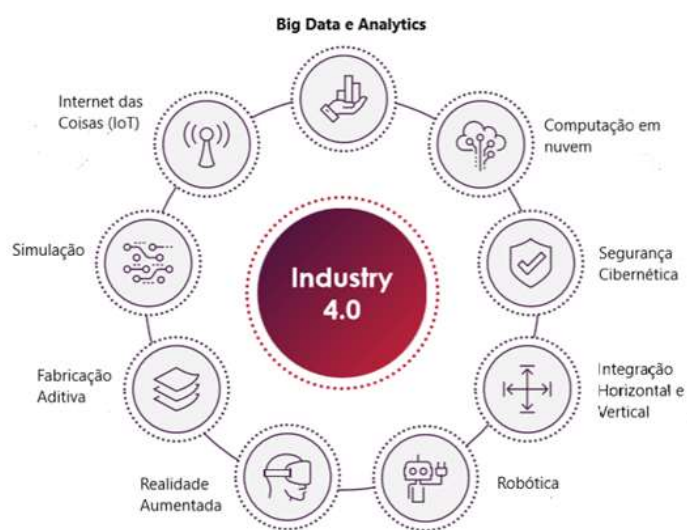 Big Data e Analytics
Internet das
Coisas (IoT)
Computação em
nuvem
Simulação
Segurança
Cibernética
Industry
4.0
Fabricação
Aditiva
Integração
Horizontal e
Vertical
Realidade
Aumentada
Robótica